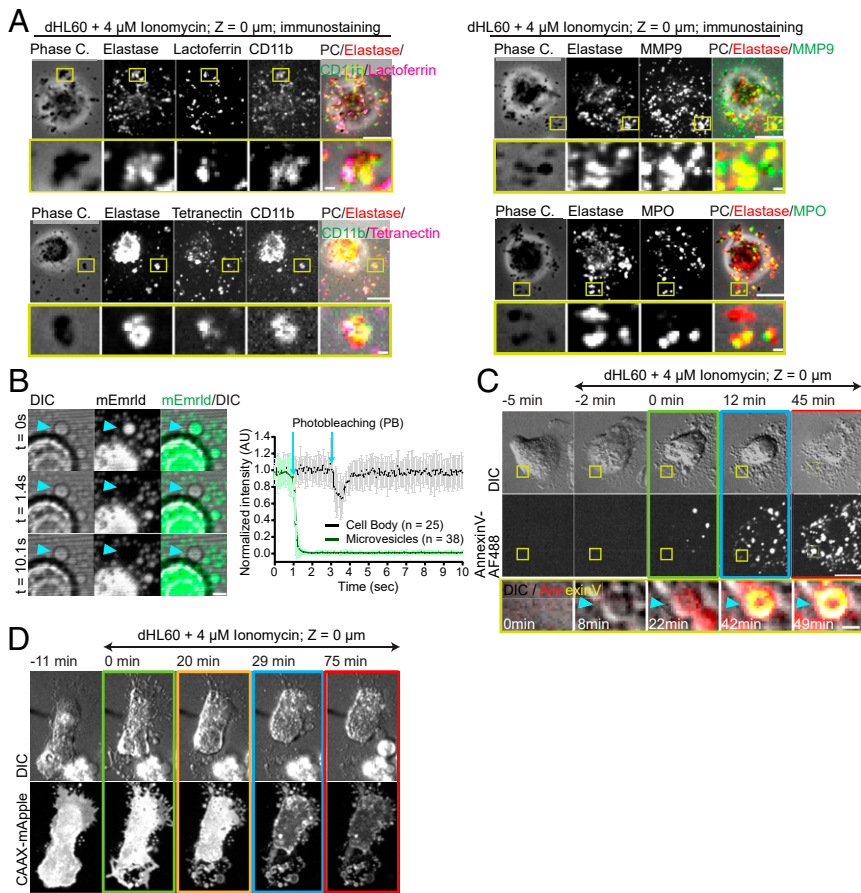 A
dHL60 + 4 µM Ionomycin; Z = 0 µm; immunostaining
Phase C. Elastase Lactoferrin CD11b PC/Elastase/
CD11b/Lactoferrin
Phase C. Elastase Tetranectin CD11b PC/Elastase/
CD11b/Tetranectin
dHL60 + 4 µM Ionomycin; Z = 0 µm; immunostaining
Phase C. Elastase MMP9 PC/Elastase/MMP9
Phase C. Elastase MPO PC/Elastase/MPO
B
DIC mEmrld mEmrld/DIC
t = 0s
t = 1.4s
t = 10.1s
Photobleaching (PB)
Normalized intensity (AU)
1.4
1.2
1.0
0.8
0.6
0.4
0.2
0.0
Cell Body (n = 25)
Microvesicles (n = 38)
0 1 2 3 4 5 6 7 8 9 10
Time (sec)
C
dHL60 + 4 µM Ionomycin; Z = 0 µm
-5 min -2 min 0 min 12 min 45 min
DIC
AnnexinV-
AF488
DIC / AnnexinV
0min 8min 22min 42min 49min
D
dHL60 + 4 µM Ionomycin; Z = 0 µm
-11 min 0 min 20 min 29 min 75 min
DIC
CAAX-mApple